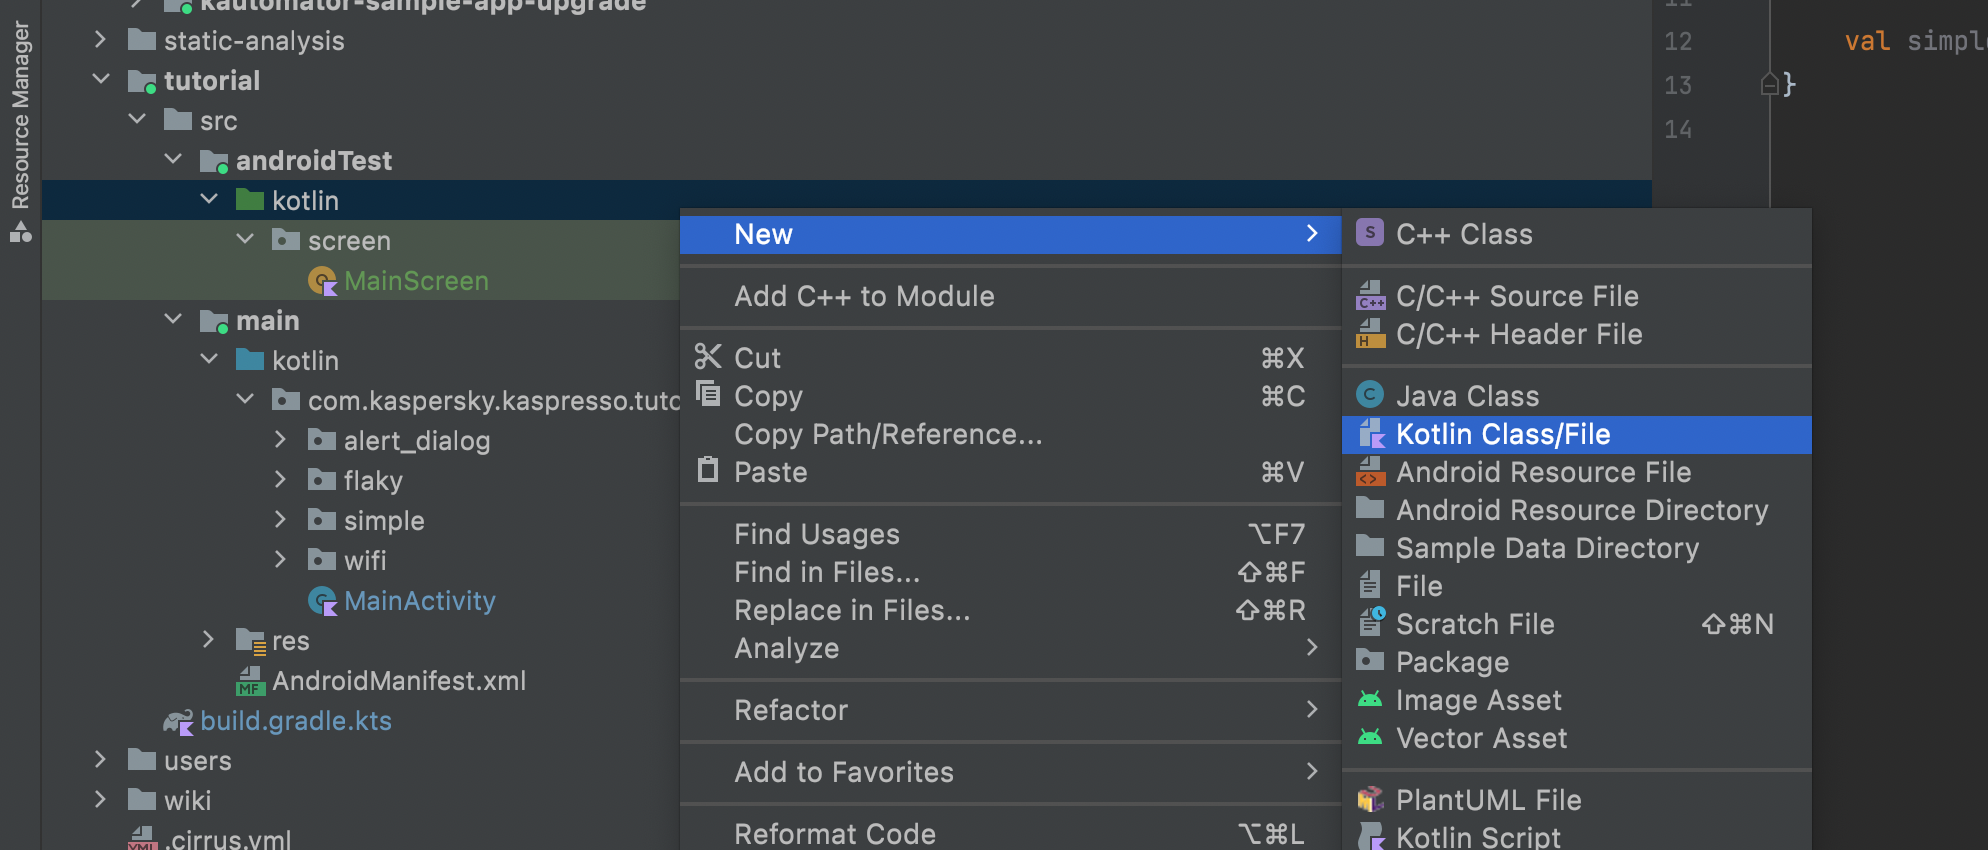 Resource Manager
kautomator-sample-app-upgrade
static-analysis
tutorial
src
androidTest
kotlin
screen
MainScreen
main
kotlin
com.kaspersky.kaspresso.tuto
alert_dialog
flaky
simple
wifi
MainActivity
res
MF AndroidManifest.xml
build.gradle.kts
users
wiki
YML .cirrus.yml
New
Add C++ to Module
Cut ⌘X
Copy ⌘C
Copy Path/Reference...
Paste ⌘V
Find Usages ⌥F7
Find in Files... ⇧⌘F
Replace in Files... ⇧⌘R
Analyze
Refactor
Add to Favorites
Reformat Code ⌥⌘L
S C++ Class
C++ C/C++ Source File
H C/C++ Header File
C Java Class
Kotlin Class/File
<> Android Resource File
Android Resource Directory
Sample Data Directory
File
Scratch File ⇧⌘N
Package
Image Asset
Vector Asset
PlantUML File
Kotlin Script
11
12 val simple
13 }
14